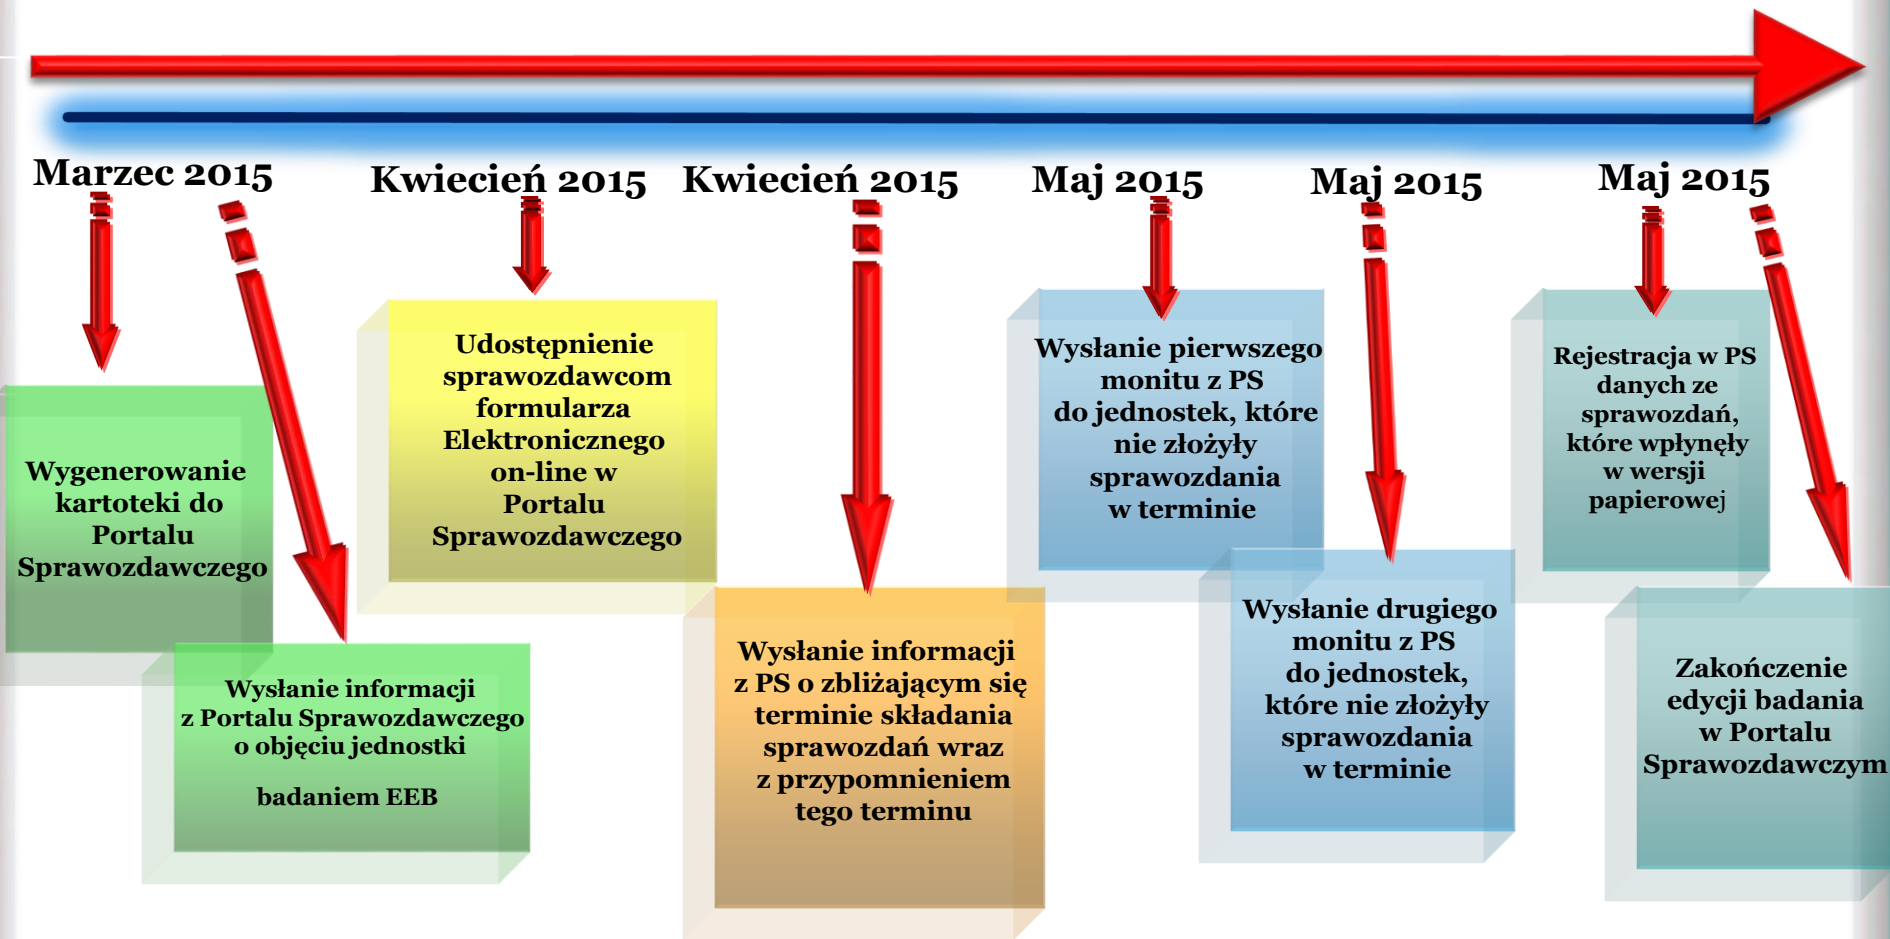 Marzec 2015
Kwiecień 2015
Kwiecień 2015
Maj 2015
Maj 2015
Maj 2015
Wygenerowanie
kartoteki do
Portalu
Sprawozdawczego
Wysłanie informacji
z Portalu Sprawozdawczego
o objęciu jednostki
badaniem EEB
Udostępnienie
sprawozdawcom
formularza
Elektronicznego
on-line w
Portalu
Sprawozdawczego
Wysłanie informacji
z PS o zbliżającym się
terminie składania
sprawozdań wraz
z przypomnieniem
tego terminu
Wysłanie pierwszego
monitu z PS
do jednostek, które
nie złożyły
sprawozdania
w terminie
Wysłanie drugiego
monitu z PS
do jednostek,
które nie złożyły
sprawozdania
w terminie
Rejestracja w PS
danych ze
sprawozdań,
które wpłynęły
w wersji
papierowej
Zakończenie
edycji badania
w Portalu
Sprawozdawczym